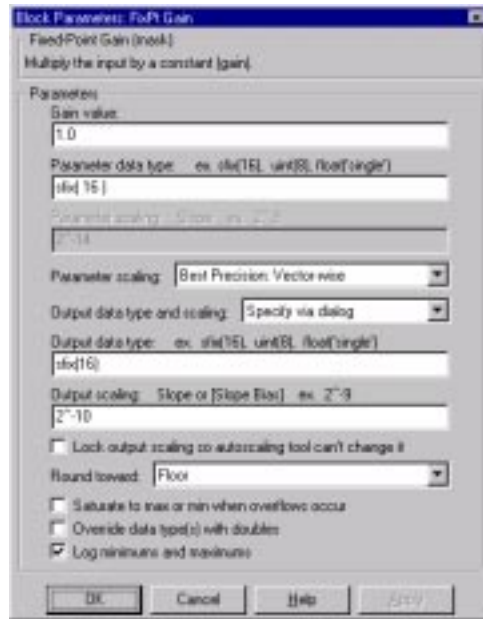 Block Parameters: FixPt Gain
Fixed-Point Gain (mask)
Multiply the input by a constant (gain).
Parameters
Gain value:
1.0
Parameter data type: ex. sfix(16), uint(8), float('single')
sfix( 16 )
Parameter scaling: Slope ex. 2^-9
2^-14
Parameter scaling: Best Precision: Vector-wise
Output data type and scaling: Specify via dialog
Output data type: ex. sfix(16), uint(8), float('single')
sfix(16)
Output scaling: Slope or [Slope Bias] ex. 2^-9
2^-10
Lock output scaling so autoscaling tool can't change it
Round toward: Floor
Saturate to max or min when overflows occur
Override data type(s) with doubles
Log minimums and maximums
OK Cancel Help Apply